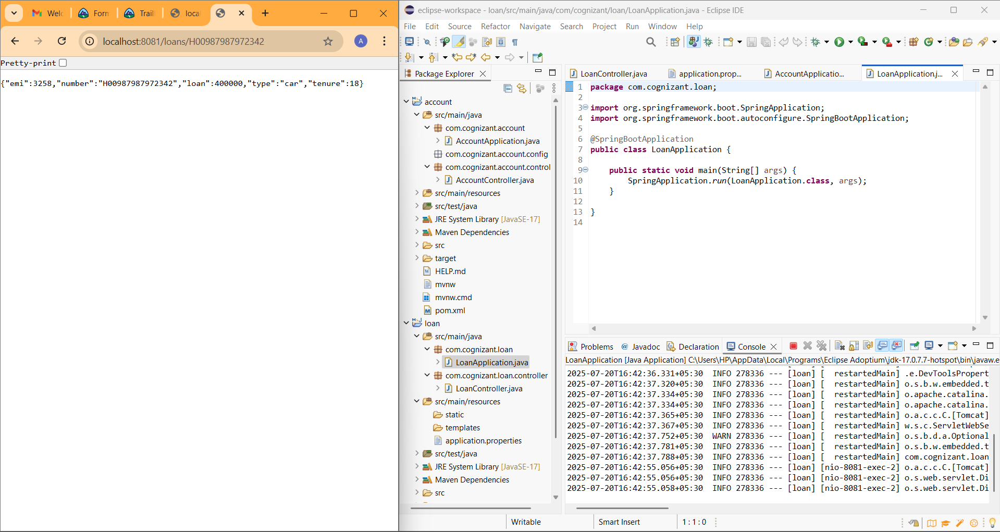 Welc
Form
Trail
loca
localhost:8081/loans/H00987987972342
A
Pretty-print
{"emi":3258,"number":"H00987987972342","loan":400000,"type":"car","tenure":18}
eclipse-workspace - loan/src/main/java/com/cognizant/loan/LoanApplication.java - Eclipse IDE
File Edit Source Refactor Navigate Search Project Run Window Help
Package Explorer
account
src/main/java
com.cognizant.account
AccountApplication.java
com.cognizant.account.config
com.cognizant.account.control
AccountController.java
src/main/resources
src/test/java
JRE System Library [JavaSE-17]
Maven Dependencies
src
target
HELP.md
mvnw
mvnw.cmd
pom.xml
loan
src/main/java
com.cognizant.loan
LoanApplication.java
com.cognizant.loan.controller
LoanController.java
src/main/resources
static
templates
application.properties
src/test/java
JRE System Library [JavaSE-17]
Maven Dependencies
src
LoanController.java application.prop... AccountApplicatio... LoanApplication.j...
1 package com.cognizant.loan;
2
3 import org.springframework.boot.SpringApplication;
4 import org.springframework.boot.autoconfigure.SpringBootApplication;
5
6 @SpringBootApplication
7 public class LoanApplication {
8
9 public static void main(String[] args) {
10 SpringApplication.run(LoanApplication.class, args);
11 }
12
13 }
14
Problems @ Javadoc Declaration Console
LoanApplication [Java Application] C:\Users\HP\AppData\Local\Programs\Eclipse Adoptium\jdk-17.0.7.7-hotspot\bin\javaw.e
2025-07-20T16:42:36.331+05:30 INFO 278336 --- [loan] [ restartedMain] .e.DevToolsPropert
2025-07-20T16:42:37.320+05:30 INFO 278336 --- [loan] [ restartedMain] o.s.b.w.embedded.t
2025-07-20T16:42:37.334+05:30 INFO 278336 --- [loan] [ restartedMain] o.apache.catalina.
2025-07-20T16:42:37.334+05:30 INFO 278336 --- [loan] [ restartedMain] o.apache.catalina.
2025-07-20T16:42:37.365+05:30 INFO 278336 --- [loan] [ restartedMain] o.a.c.c.C.[Tomcat]
2025-07-20T16:42:37.367+05:30 INFO 278336 --- [loan] [ restartedMain] w.s.c.ServletWebSe
2025-07-20T16:42:37.752+05:30 WARN 278336 --- [loan] [ restartedMain] o.s.b.d.a.Optional
2025-07-20T16:42:37.781+05:30 INFO 278336 --- [loan] [ restartedMain] o.s.b.w.embedded.t
2025-07-20T16:42:37.788+05:30 INFO 278336 --- [loan] [ restartedMain] com.cognizant.loan
2025-07-20T16:42:55.056+05:30 INFO 278336 --- [loan] [nio-8081-exec-2] o.a.c.c.C.[Tomcat]
2025-07-20T16:42:55.056+05:30 INFO 278336 --- [loan] [nio-8081-exec-2] o.s.web.servlet.Di
2025-07-20T16:42:55.058+05:30 INFO 278336 --- [loan] [nio-8081-exec-2] o.s.web.servlet.Di
Writable Smart Insert 1 : 1 : 0